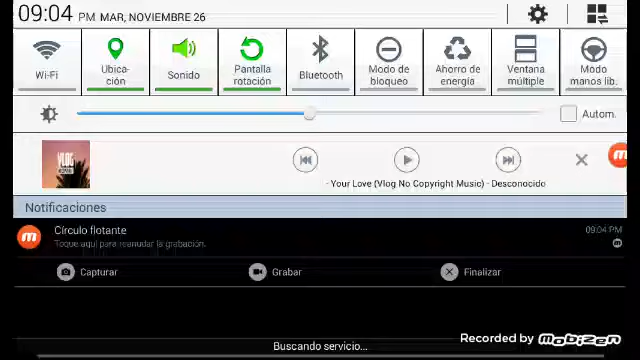 09:04 PM MAR, NOVIEMBRE 26
Wi-Fi
Ubica-
ción
Sonido
Pantalla
rotación
Bluetooth
Modo de
bloqueo
Ahorro de
energía
Ventana
múltiple
Modo
manos lib.
Autom.
VLOG
- Your Love (Vlog No Copyright Music) - Desconocido
Notificaciones
Círculo flotante
09:04 PM
Toque aquí para reanudar la grabación.
Capturar
Grabar
Finalizar
Buscando servicio...
Recorded by mobizen